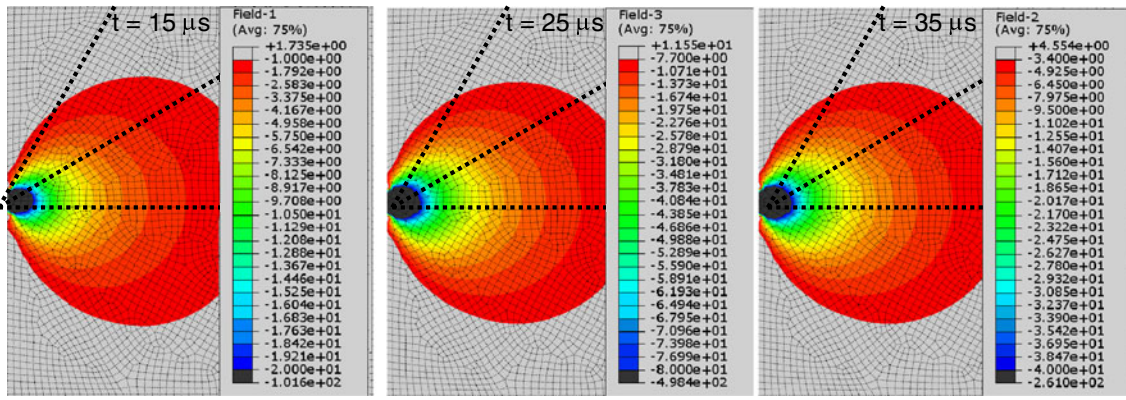 t = 15 μs
Field-1
(Avg: 75%)
+1.735e+00
-1.000e+00
-1.792e+00
-2.583e+00
-3.375e+00
-4.167e+00
-4.958e+00
-5.750e+00
-6.542e+00
-7.333e+00
-8.125e+00
-8.917e+00
-9.708e+00
-1.050e+01
-1.129e+01
-1.208e+01
-1.288e+01
-1.367e+01
-1.446e+01
-1.525e+01
-1.604e+01
-1.683e+01
-1.763e+01
-1.842e+01
-1.921e+01
-2.000e+01
-1.016e+02
t = 25 μs
Field-3
(Avg: 75%)
+1.155e+01
-7.700e+00
-1.071e+01
-1.373e+01
-1.674e+01
-1.975e+01
-2.276e+01
-2.578e+01
-2.879e+01
-3.180e+01
-3.481e+01
-3.783e+01
-4.084e+01
-4.385e+01
-4.686e+01
-4.988e+01
-5.289e+01
-5.590e+01
-5.891e+01
-6.193e+01
-6.494e+01
-6.795e+01
-7.096e+01
-7.398e+01
-7.699e+01
-8.000e+01
-4.984e+02
t = 35 μs
Field-2
(Avg: 75%)
+4.554e+00
-3.400e+00
-4.925e+00
-6.450e+00
-7.975e+00
-9.500e+00
-1.102e+01
-1.255e+01
-1.407e+01
-1.560e+01
-1.712e+01
-1.865e+01
-2.017e+01
-2.170e+01
-2.322e+01
-2.475e+01
-2.627e+01
-2.780e+01
-2.932e+01
-3.085e+01
-3.237e+01
-3.390e+01
-3.542e+01
-3.695e+01
-3.847e+01
-4.000e+01
-2.610e+02